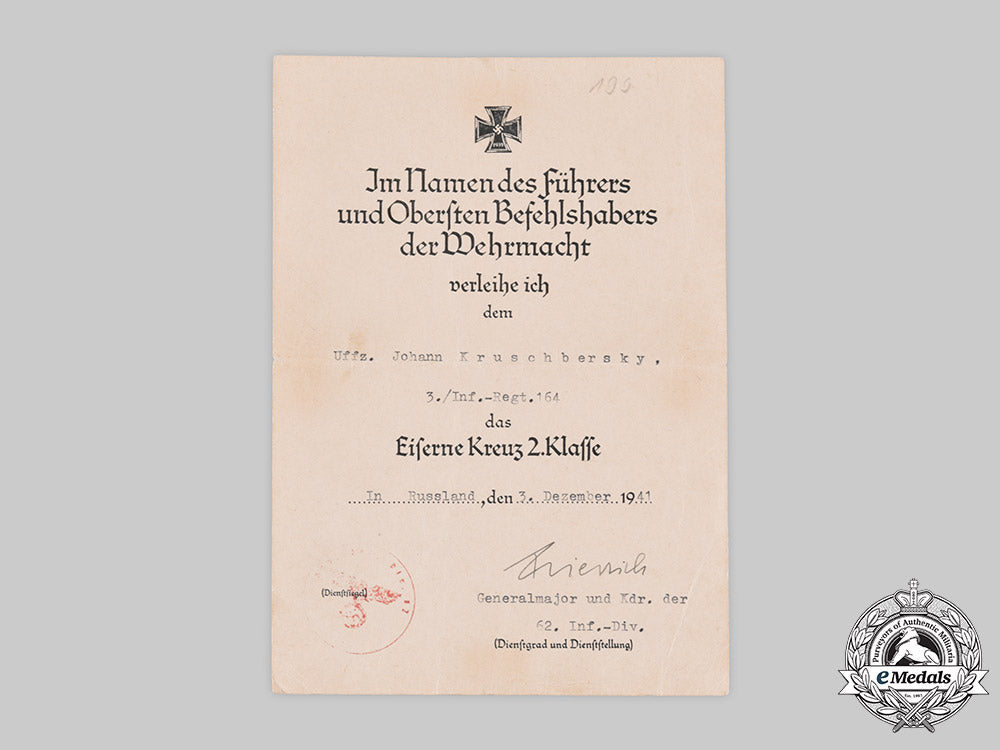 199
1939
Im Namen des Führers
und Oberſten Befehlshabers
der Wehrmacht
verleihe ich
dem
Uffz. Johann K r u s c h b e r s k y ,
3./Inf.-Regt.164
das
Eiſerne Kreuz 2.Klaſſe
In Russland, den 3. Dezember 1941
(Dienſtſiegel)
Generalmajor und Kdr. der
62. Inf.-Div.
(Dienſtgrad und Dienſtſtellung)
Purveyors of Authentic Militaria
eMedals